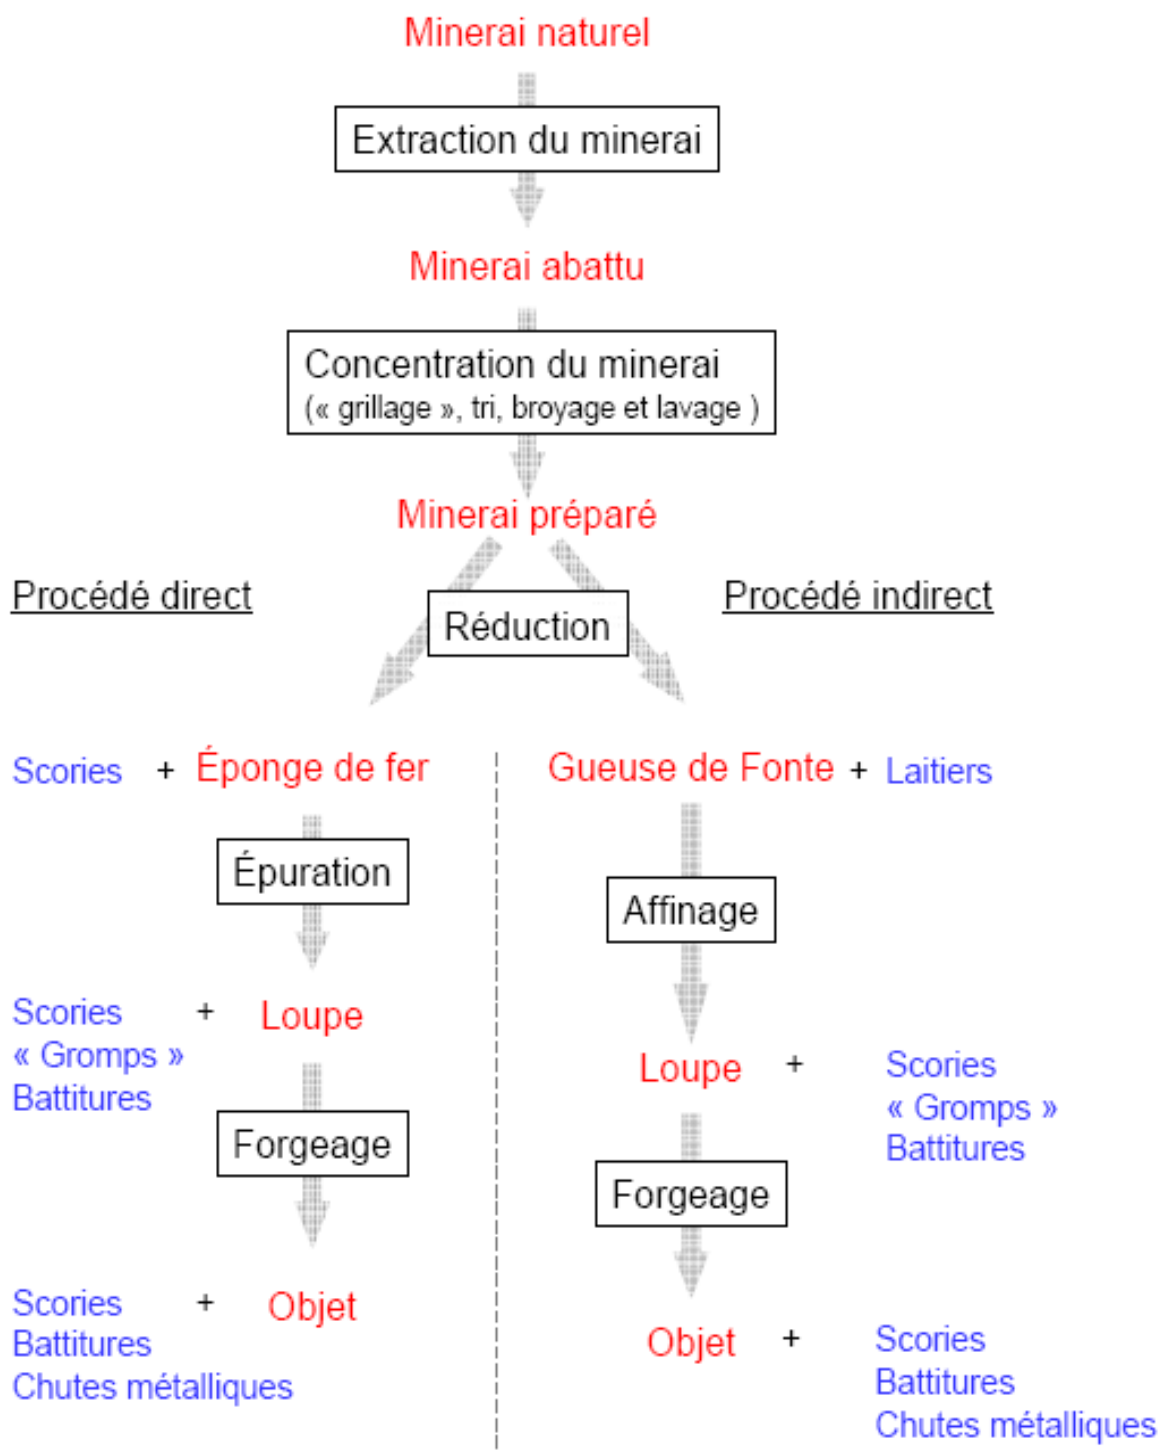 Minerai naturel
Extraction du minerai
Minerai abattu
Concentration du minerai
(« grillage », tri, broyage et lavage )
Minerai préparé
Procédé direct
Réduction
Procédé indirect
Scories + Éponge de fer
Gueuse de Fonte + Laitiers
Épuration
Affinage
Scories + Loupe
« Gromps »
Battitures
Loupe + Scories
« Gromps »
Battitures
Forgeage
Forgeage
Scories + Objet
Battitures
Chutes métalliques
Objet + Scories
Battitures
Chutes métalliques